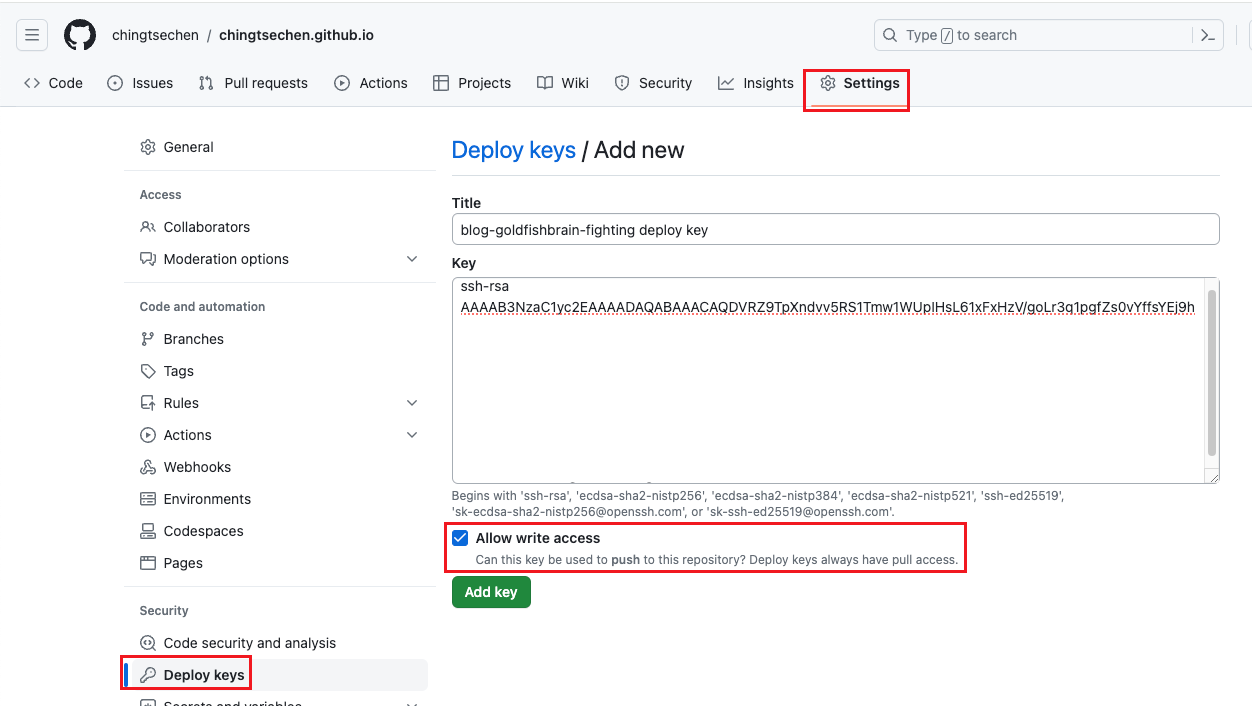 chingtsechen / chingtsechen.github.io
Type / to search
Code Issues Pull requests Actions Projects Wiki Security Insights Settings
General
Access
Collaborators
Moderation options
Code and automation
Branches
Tags
Rules
Actions
Webhooks
Environments
Codespaces
Pages
Security
Code security and analysis
Deploy keys
Secrets and variables
Deploy keys / Add new
Title
blog-goldfishbrain-fighting deploy key
Key
ssh-rsa
AAAAB3NzaC1yc2EAAAADAQABAAACAQDVRZ9TpXndvv5RS1Tmw1WUplHsL61xFxHzV/goLr3q1pgfZs0vYffsYEj9h
Begins with 'ssh-rsa', 'ecdsa-sha2-nistp256', 'ecdsa-sha2-nistp384', 'ecdsa-sha2-nistp521', 'ssh-ed25519',
'sk-ecdsa-sha2-nistp256@openssh.com', or 'sk-ssh-ed25519@openssh.com'.
Allow write access
Can this key be used to push to this repository? Deploy keys always have pull access.
Add key